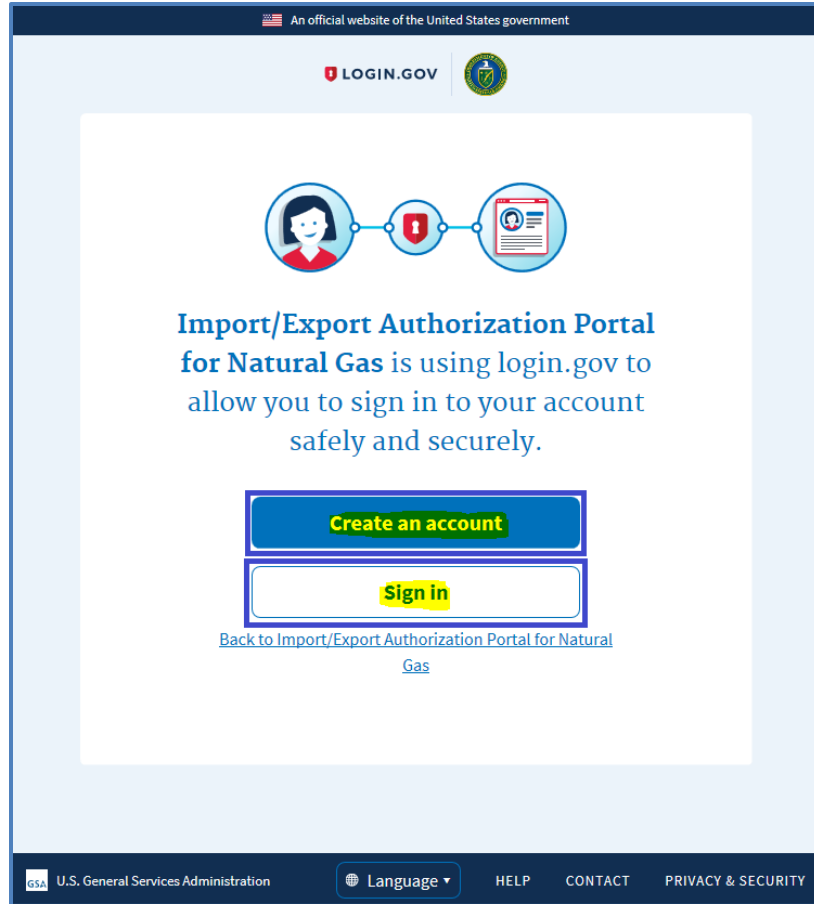 An official website of the United States government
LOGIN.GOV
Import/Export Authorization Portal
for Natural Gas is using login.gov to
allow you to sign in to your account
safely and securely.
Create an account
Sign in
Back to Import/Export Authorization Portal for Natural
Gas
GSA U.S. General Services Administration Language HELP CONTACT PRIVACY & SECURITY